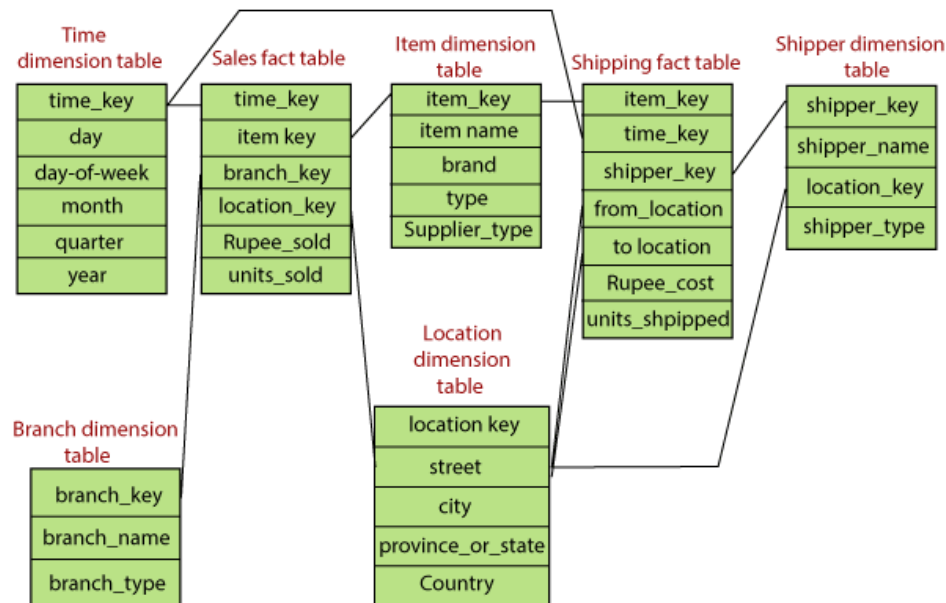 Time
dimension table
time_key
day
day-of-week
month
quarter
year
Sales fact table
time_key
item key
branch_key
location_key
Rupee_sold
units_sold
Item dimension
table
item_key
item name
brand
type
Supplier_type
Shipping fact table
item_key
time_key
shipper_key
from_location
to location
Rupee_cost
units_shpipped
Shipper dimension
table
shipper_key
shipper_name
location_key
shipper_type
Branch dimension
table
branch_key
branch_name
branch_type
Location
dimension
table
location key
street
city
province_or_state
Country